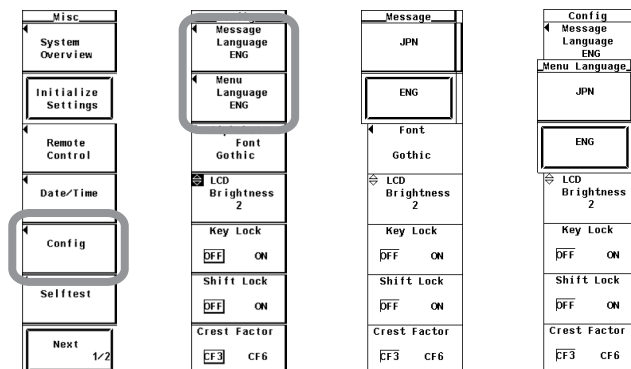 Misc
System
Overview
Initialize
Settings
Remote
Control
Date/Time
Config
Selftest
Next
1/2
Message
Language
ENG
Menu
Language
ENG
Font
Gothic
LCD
Brightness
2
Key Lock
OFF ON
Shift Lock
OFF ON
Crest Factor
CF3 CF6
Message
JPN
ENG
Font
Gothic
LCD
Brightness
2
Key Lock
OFF ON
Shift Lock
OFF ON
Crest Factor
CF3 CF6
Config
Message
Language
ENG
Menu Language
JPN
ENG
LCD
Brightness
2
Key Lock
OFF ON
Shift Lock
OFF ON
Crest Factor
CF3 CF6